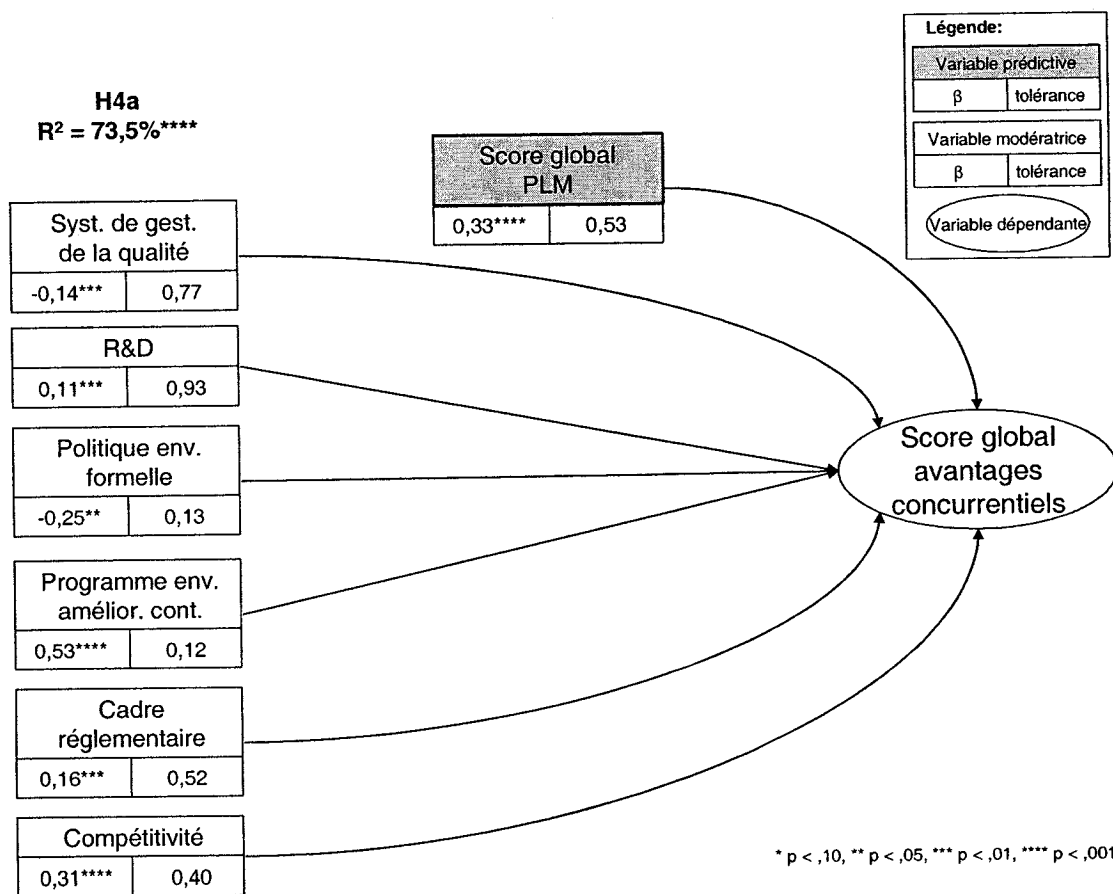 Légende:
Variable prédictive
β tolérance
Variable modératrice
β tolérance
Variable dépendante
H4a
R² = 73,5%****
Score global
PLM
0,33**** 0,53
Syst. de gest.
de la qualité
-0,14*** 0,77
R&D
0,11*** 0,93
Politique env.
formelle
-0,25** 0,13
Programme env.
amélior. cont.
0,53**** 0,12
Cadre
réglementaire
0,16*** 0,52
Compétitivité
0,31**** 0,40
Score global
avantages
concurrentiels
* p < ,10, ** p < ,05, *** p < ,01, **** p < ,001